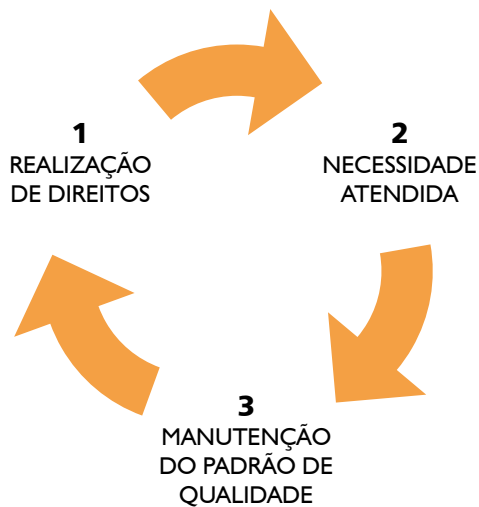 1
REALIZAÇÃO
DE DIREITOS
2
NECESSIDADE
ATENDIDA
3
MANUTENÇÃO
DO PADRÃO DE
QUALIDADE